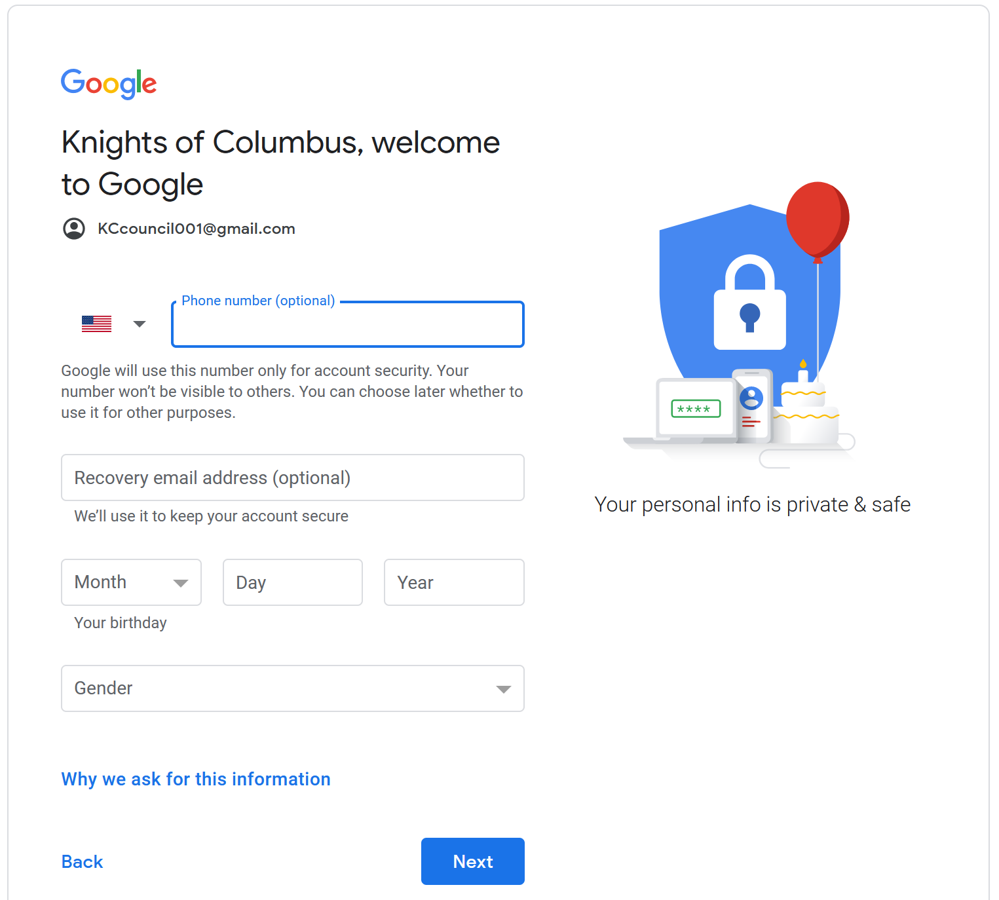 Google
Knights of Columbus, welcome
to Google
KCcouncil001@gmail.com
Phone number (optional)
Google will use this number only for account security. Your
number won’t be visible to others. You can choose later whether to
use it for other purposes.
Recovery email address (optional)
We’ll use it to keep your account secure
Month
Day
Year
Your birthday
Gender
Why we ask for this information
Back
Next
****
Your personal info is private & safe